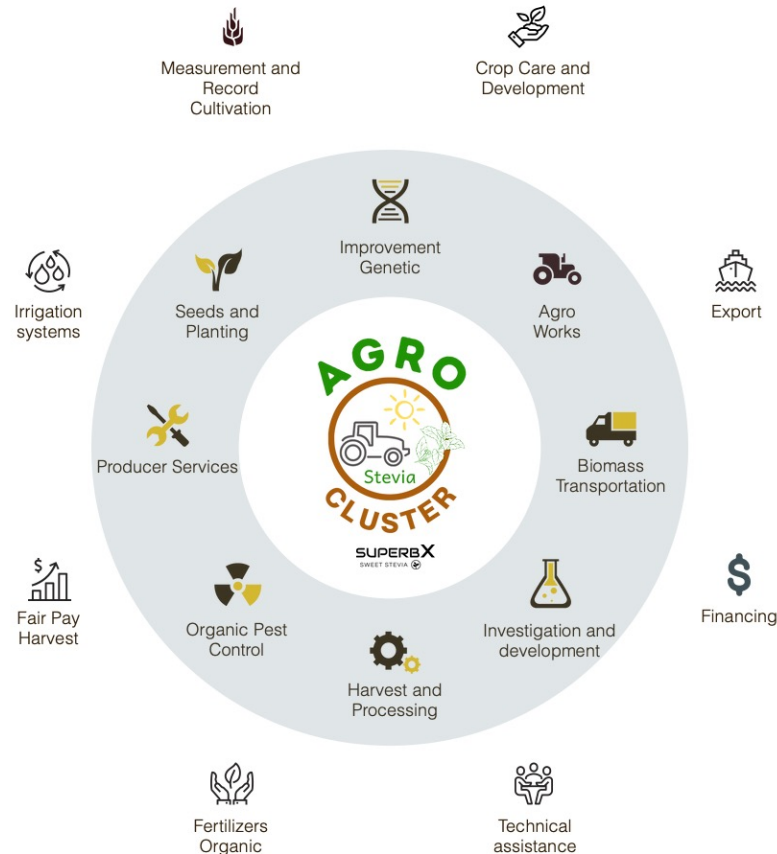 Measurement and
Record
Cultivation
Crop Care and
Development
Improvement
Genetic
Irrigation
systems
Seeds and
Planting
Agro
Works
Export
AGRO
Stevia
CLUSTER
SUPERBX
SWEET STEVIA
Producer Services
Biomass
Transportation
$
Fair Pay
Harvest
Organic Pest
Control
Investigation and
development
$
Financing
Harvest and
Processing
Fertilizers
Organic
Technical
assistance